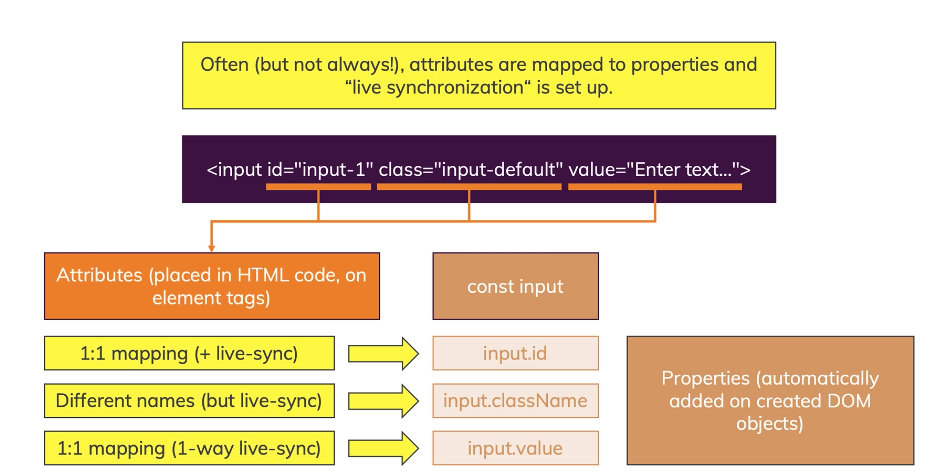 Often (but not always!), attributes are mapped to properties and
“live synchronization“ is set up.
<input id="input-1" class="input-default" value="Enter text...">
Attributes (placed in HTML code, on
element tags)
const input
1:1 mapping (+ live-sync)
input.id
Different names (but live-sync)
input.className
1:1 mapping (1-way live-sync)
input.value
Properties (automatically
added on created DOM
objects)